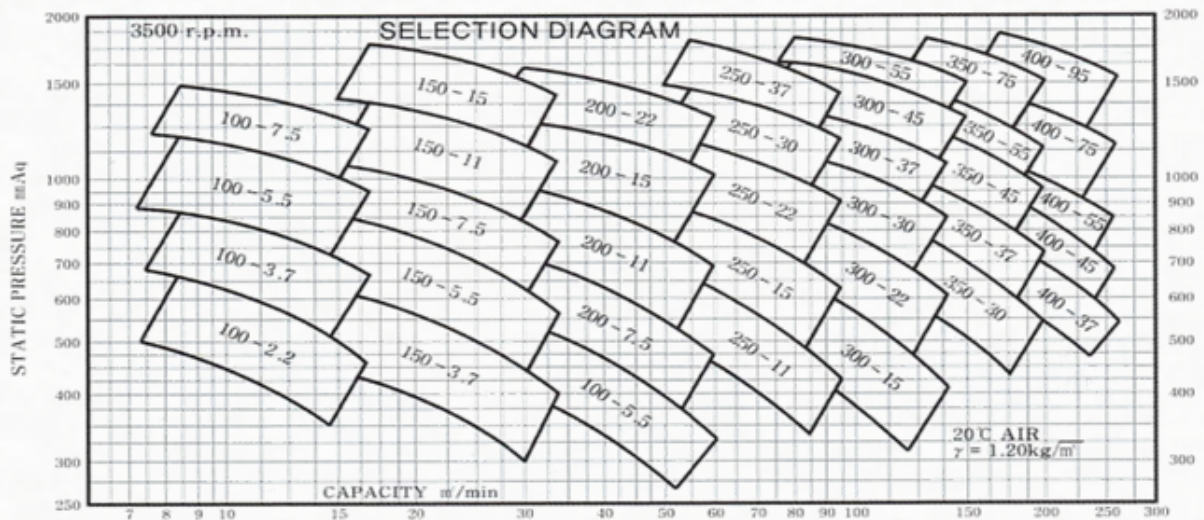 2000 2000
3500 r.p.m. SELECTION DIAGRAM
400-95
300-55 350-75
1500 250-37 1500
150-15
200-22 300-45
100-7.5 250-30 350-55 400-75
150-11 300-37
1000 200-15 350-45 1000
100-5.5 250-22
900 400-55 900
150-7.5 300-30
800 350-37 400-45 800
200-11
700 100-3.7 250-15 700
150-5.5 300-22 350-30
600 400-37 600
200-7.5
500 100-2.2 250-11 500
150-3.7 300-15
400 100-5.5 400
STATIC PRESSURE mmAq
20℃ AIR
γ = 1.20kg/㎥
300 300
CAPACITY ㎥/min
250
7 8 9 10 15 20 30 40 50 60 70 80 90 100 150 200 250 300